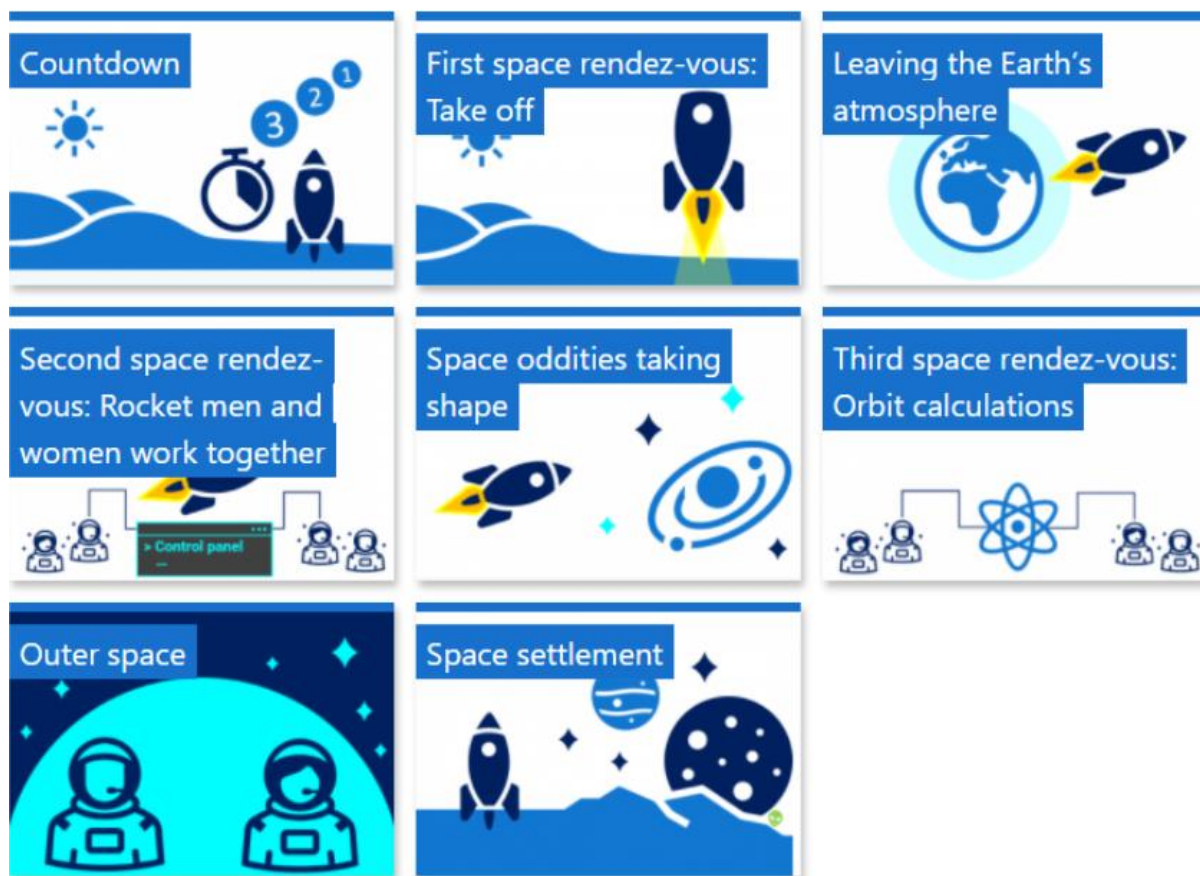 Countdown
3
2
1
First space rendez-vous:
Take off
Leaving the Earth's
atmosphere
Second space rendez-
vous: Rocket men and
women work together
> Control panel
Space oddities taking
shape
Third space rendez-vous:
Orbit calculations
Outer space
Space settlement